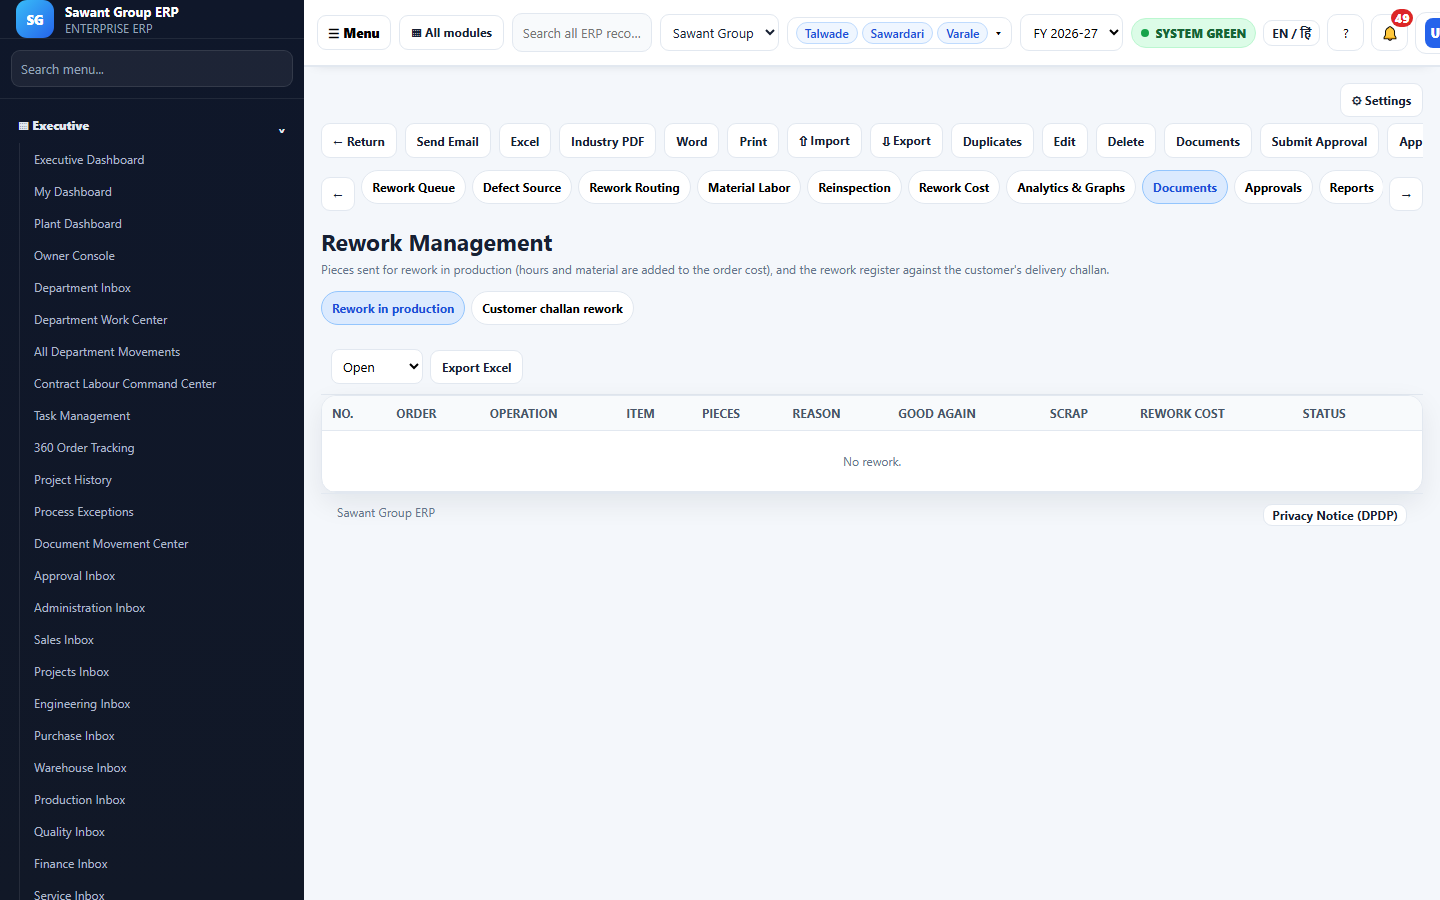 SG Sawant Group ERP
ENTERPRISE ERP
Search menu...
Executive
Executive Dashboard
My Dashboard
Plant Dashboard
Owner Console
Department Inbox
Department Work Center
All Department Movements
Contract Labour Command Center
Task Management
360 Order Tracking
Project History
Process Exceptions
Document Movement Center
Approval Inbox
Administration Inbox
Sales Inbox
Projects Inbox
Engineering Inbox
Purchase Inbox
Warehouse Inbox
Production Inbox
Quality Inbox
Finance Inbox
Service Inbox
☰ Menu All modules Search all ERP reco... Sawant Group Talwade Sawardari Varale FY 2026-27 SYSTEM GREEN EN / हिं ? 49 U
⚙ Settings
← Return Send Email Excel Industry PDF Word Print ⇧ Import ⇩ Export Duplicates Edit Delete Documents Submit Approval App
← Rework Queue Defect Source Rework Routing Material Labor Reinspection Rework Cost Analytics & Graphs Documents Approvals Reports →
Rework Management
Pieces sent for rework in production (hours and material are added to the order cost), and the rework register against the customer's delivery challan.
Rework in production Customer challan rework
Open Export Excel
NO. ORDER OPERATION ITEM PIECES REASON GOOD AGAIN SCRAP REWORK COST STATUS
No rework.
Sawant Group ERP Privacy Notice (DPDP)